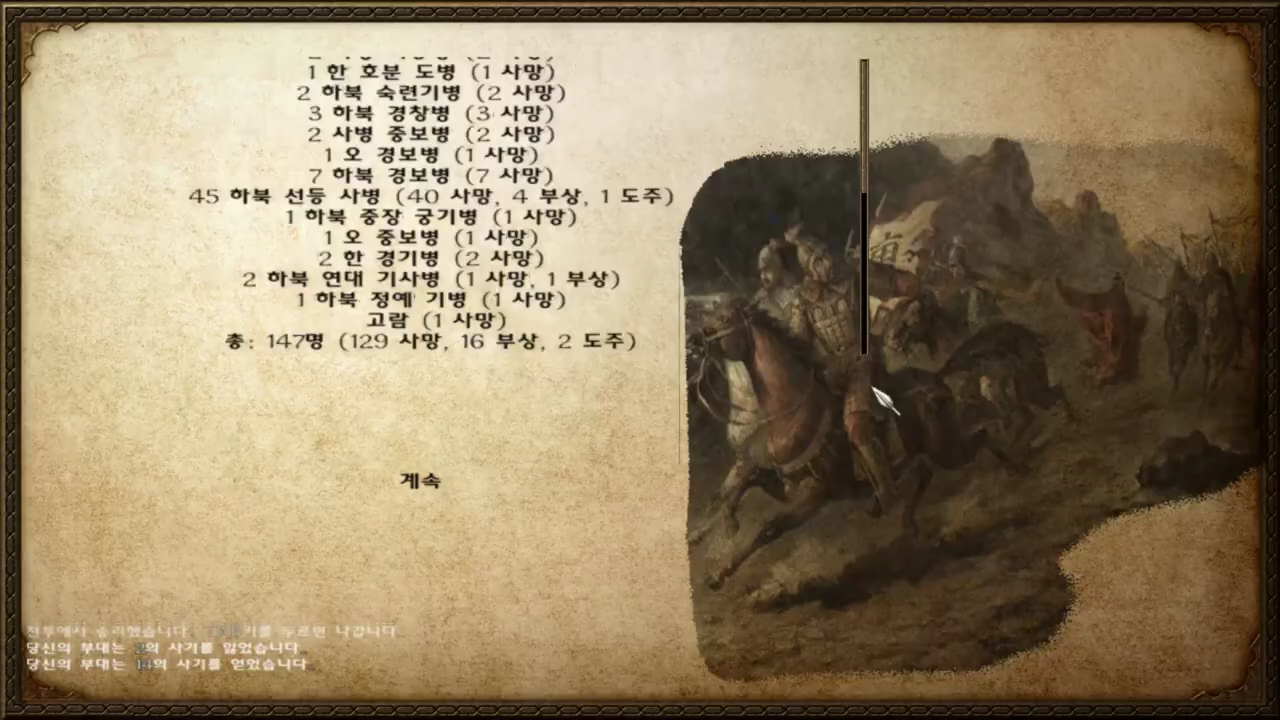 1 한 호분 도병 (1 사망)
2 하북 숙련기병 (2 사망)
3 하북 경창병 (3 사망)
2 사병 중보병 (2 사망)
1 오 경보병 (1 사망)
7 하북 경보병 (7 사망)
45 하북 선등 사병 (40 사망, 4 부상, 1 도주)
1 하북 중장 궁기병 (1 사망)
1 오 중보병 (1 사망)
2 한 경기병 (2 사망)
2 하북 연대 기사병 (1 사망, 1 부상)
1 하북 정예 기병 (1 사망)
고람 (1 사망)
총: 147명 (129 사망, 16 부상, 2 도주)
계속
전투에서 승리했습니다. 누르면 나갑니다
당신의 부대는 의 사기를 잃었습니다.
당신의 부대는 14의 사기를 얻었습니다